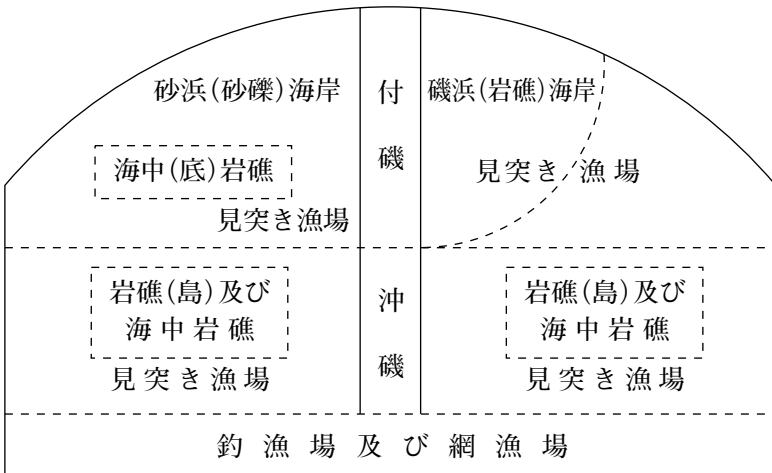 砂浜(砂礫)海岸
付磯
磯浜(岩礁)海岸
海中(底)岩礁
見突き漁場
見突き漁場
岩礁(島)及び
海中岩礁
見突き漁場
沖磯
岩礁(島)及び
海中岩礁
見突き漁場
釣漁場及び網漁場